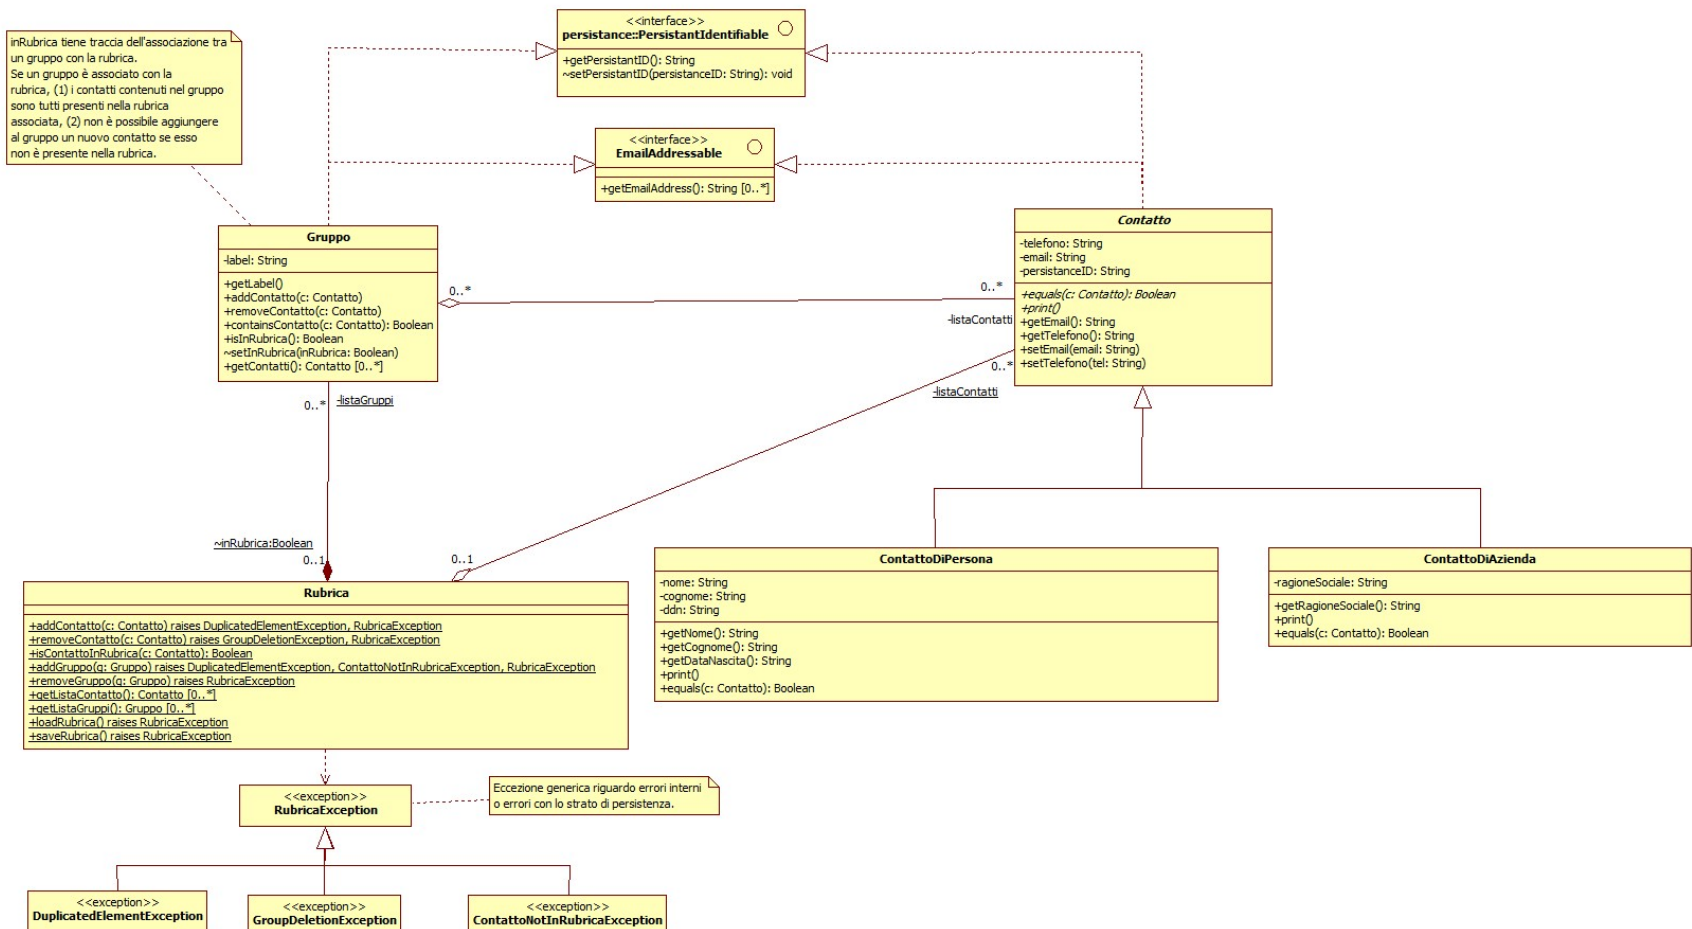 <<interface>>
persistance::PersistantIdentifiable
+getPersistantID(): String
~setPersistantID(persistanceID: String): void
inRubrica tiene traccia dell'associazione tra
un gruppo con la rubrica.
Se un gruppo è associato con la
rubrica, (1) i contatti contenuti nel gruppo
sono tutti presenti nella rubrica
associata, (2) non è possibile aggiungere
al gruppo un nuovo contatto se esso
non è presente nella rubrica.
<<interface>>
EmailAddressable
+getEmailAddress(): String [0..*]
Gruppo
-label: String
+getLabel()
+addContatto(c: Contatto)
+removeContatto(c: Contatto)
+containsContatto(c: Contatto): Boolean
+isInRubrica(): Boolean
~setInRubrica(inRubrica: Boolean)
+getContatti(): Contatto [0..*]
0..*
0..*
-listaContatti
Contatto
-telefono: String
-email: String
-persistanceID: String
+equals(c: Contatto): Boolean
+print()
+getEmail(): String
+getTelefono(): String
+setEmail(email: String)
+setTelefono(tel: String)
0..*
-listaContatti
0..*
-listaGruppi
~inRubrica:Boolean
0..1
0..1
Rubrica
+addContatto(c: Contatto) raises DuplicatedElementException, RubricaException
+removeContatto(c: Contatto) raises GroupDeletionException, RubricaException
+isContattoInRubrica(c: Contatto): Boolean
+addGruppo(g: Gruppo) raises DuplicatedElementException, ContattoNotInRubricaException, RubricaException
+removeGruppo(g: Gruppo) raises RubricaException
+getListaContatto(): Contatto [0..*]
+getListaGruppi(): Gruppo [0..*]
+loadRubrica() raises RubricaException
+saveRubrica() raises RubricaException
ContattoDiPersona
-nome: String
-cognome: String
-ddn: String
+getNome(): String
+getCognome(): String
+getDataNascita(): String
+print()
+equals(c: Contatto): Boolean
ContattoDiAzienda
-ragioneSociale: String
+getRagioneSociale(): String
+print()
+equals(c: Contatto): Boolean
<<exception>>
RubricaException
Eccezione generica riguardo errori interni
o errori con lo strato di persistenza.
<<exception>>
DuplicatedElementException
<<exception>>
GroupDeletionException
<<exception>>
ContattoNotInRubricaException